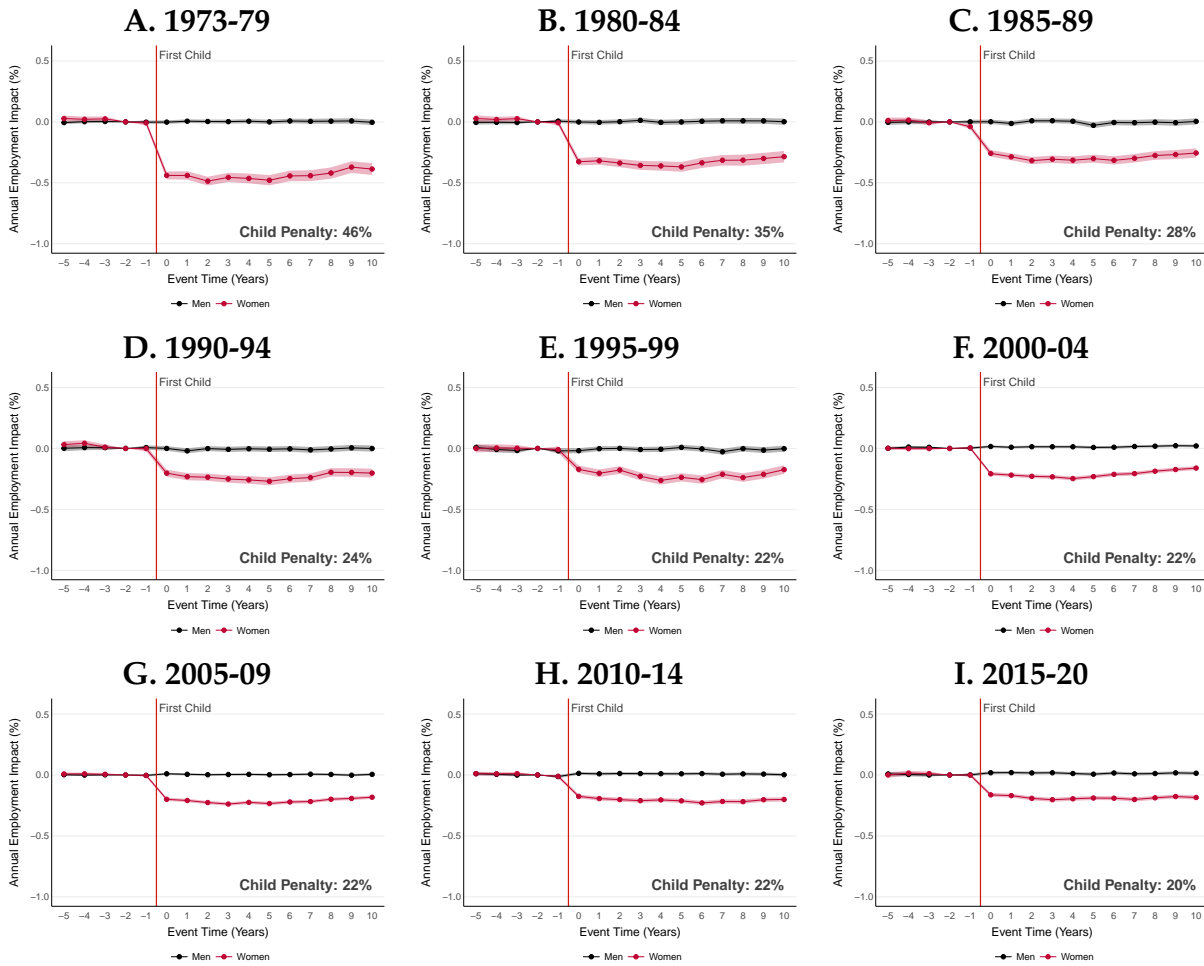 A. 1973-79
First Child
0.5
0.0
−0.5
−1.0
Annual Employment Impact (%)
Child Penalty: 46%
−5 −4 −3 −2 −1 0 1 2 3 4 5 6 7 8 9 10
Event Time (Years)
Men Women
B. 1980-84
First Child
0.5
0.0
−0.5
−1.0
Annual Employment Impact (%)
Child Penalty: 35%
−5 −4 −3 −2 −1 0 1 2 3 4 5 6 7 8 9 10
Event Time (Years)
Men Women
C. 1985-89
First Child
0.5
0.0
−0.5
−1.0
Annual Employment Impact (%)
Child Penalty: 28%
−5 −4 −3 −2 −1 0 1 2 3 4 5 6 7 8 9 10
Event Time (Years)
Men Women
D. 1990-94
First Child
0.5
0.0
−0.5
−1.0
Annual Employment Impact (%)
Child Penalty: 24%
−5 −4 −3 −2 −1 0 1 2 3 4 5 6 7 8 9 10
Event Time (Years)
Men Women
E. 1995-99
First Child
0.5
0.0
−0.5
−1.0
Annual Employment Impact (%)
Child Penalty: 22%
−5 −4 −3 −2 −1 0 1 2 3 4 5 6 7 8 9 10
Event Time (Years)
Men Women
F. 2000-04
First Child
0.5
0.0
−0.5
−1.0
Annual Employment Impact (%)
Child Penalty: 22%
−5 −4 −3 −2 −1 0 1 2 3 4 5 6 7 8 9 10
Event Time (Years)
Men Women
G. 2005-09
First Child
0.5
0.0
−0.5
−1.0
Annual Employment Impact (%)
Child Penalty: 22%
−5 −4 −3 −2 −1 0 1 2 3 4 5 6 7 8 9 10
Event Time (Years)
Men Women
H. 2010-14
First Child
0.5
0.0
−0.5
−1.0
Annual Employment Impact (%)
Child Penalty: 22%
−5 −4 −3 −2 −1 0 1 2 3 4 5 6 7 8 9 10
Event Time (Years)
Men Women
I. 2015-20
First Child
0.5
0.0
−0.5
−1.0
Annual Employment Impact (%)
Child Penalty: 20%
−5 −4 −3 −2 −1 0 1 2 3 4 5 6 7 8 9 10
Event Time (Years)
Men Women